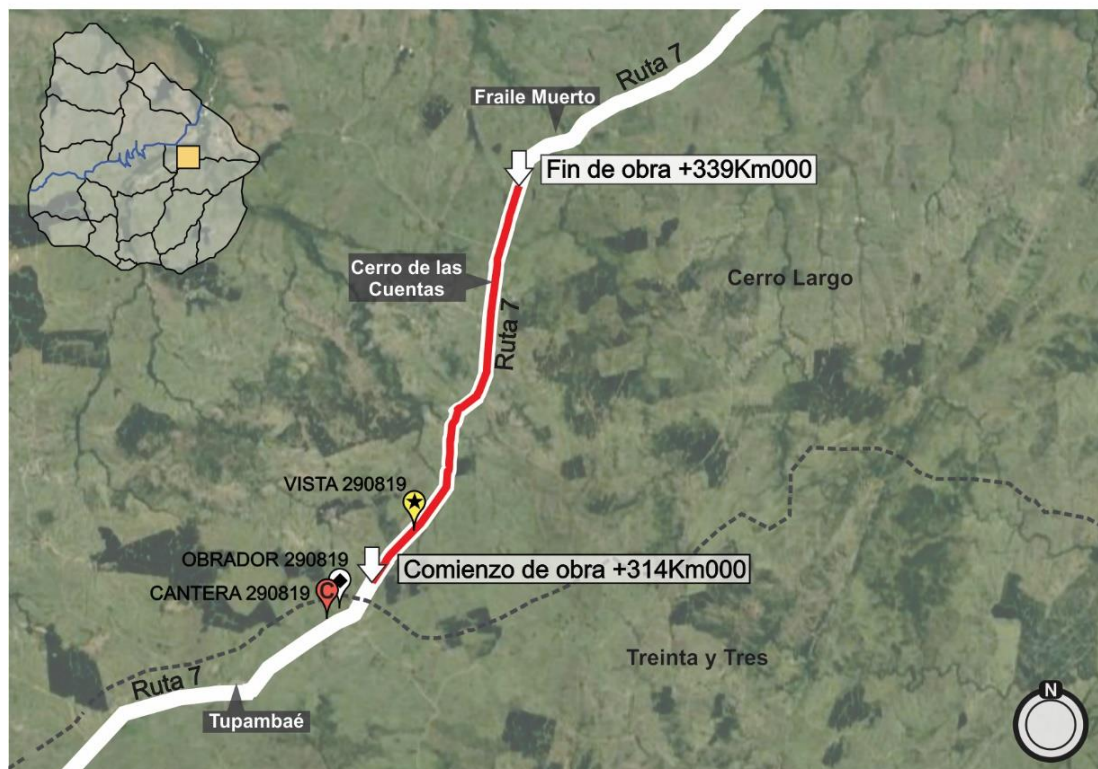 Ruta 7
Fraile Muerto
Fin de obra +339Km000
Cerro de las
Cuentas
Cerro Largo
Ruta 7
VISTA 290819
OBRADOR 290819
Comienzo de obra +314Km000
CANTERA 290819
C
Treinta y Tres
Ruta 7
N
Tupambaé